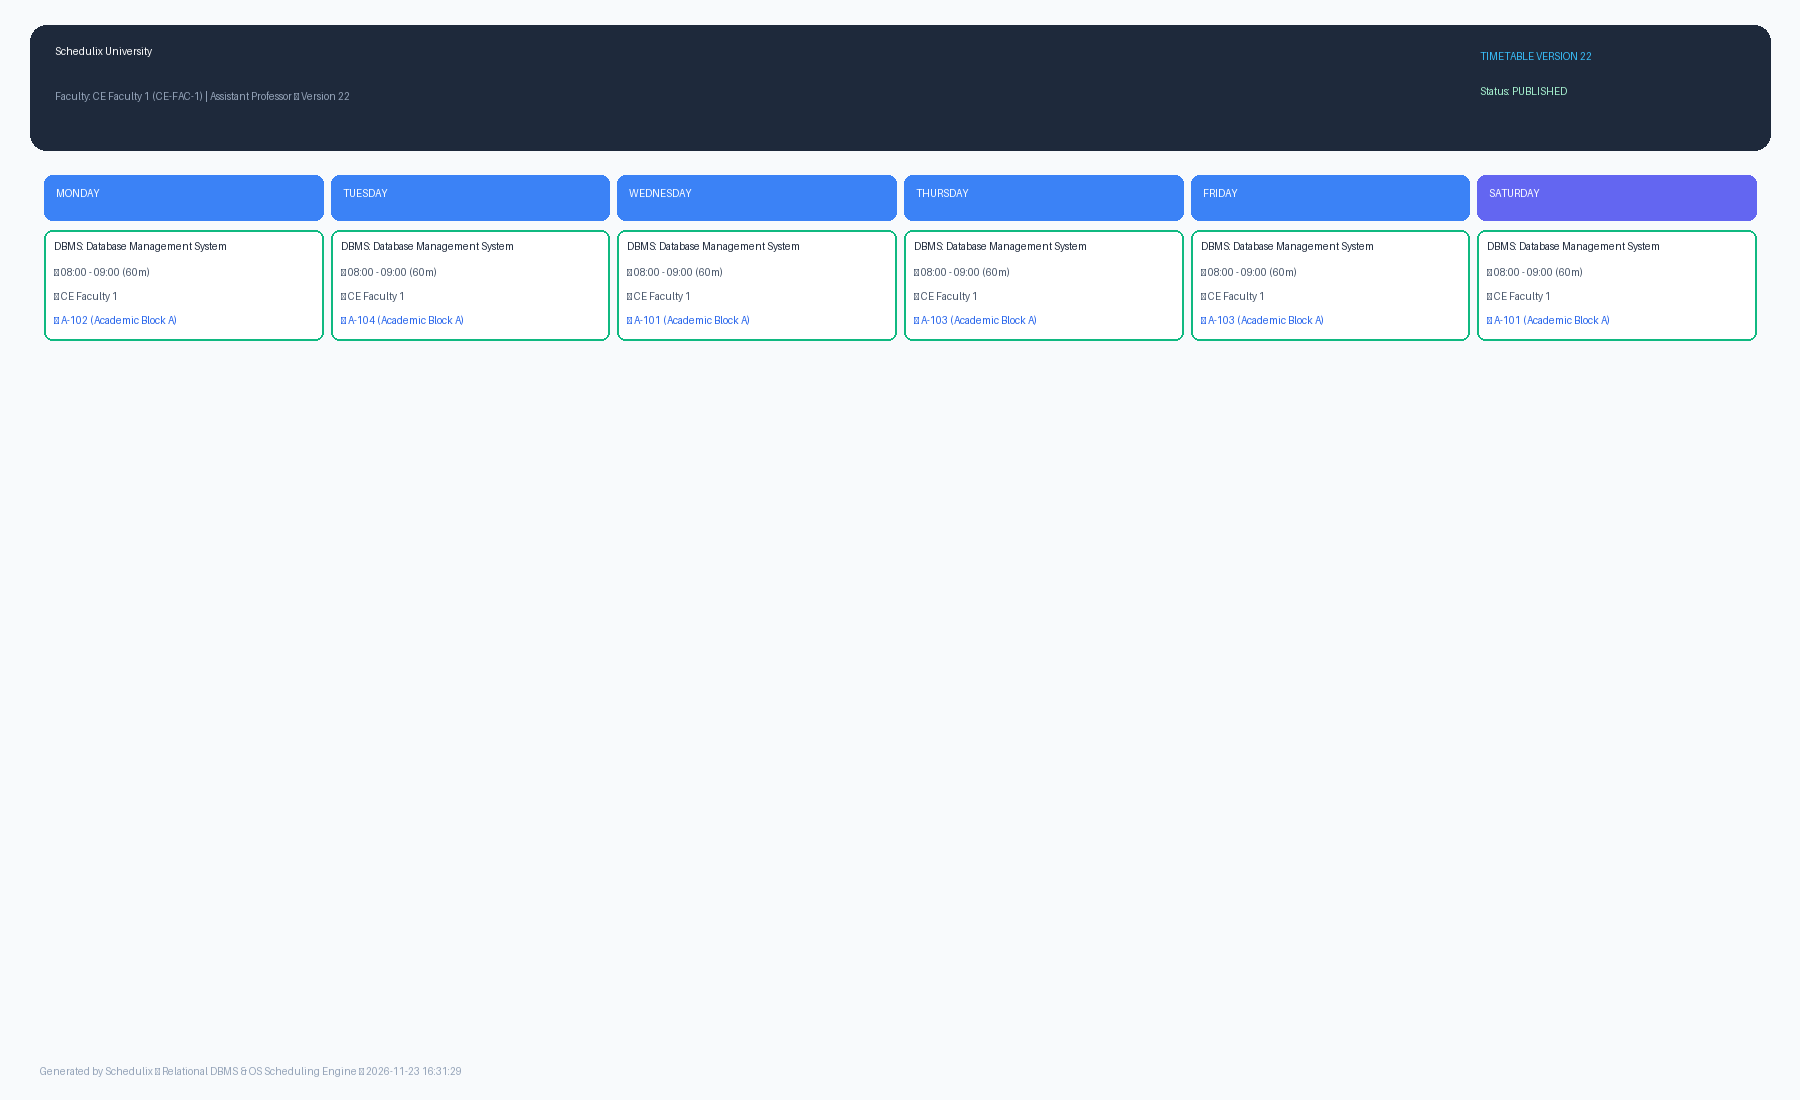 Schedulix University
TIMETABLE VERSION 22
Faculty: CE Faculty 1 (CE-FAC-1) | Assistant Professor Version 22
Status: PUBLISHED
MONDAY
DBMS: Database Management System
08:00 - 09:00 (60m)
CE Faculty 1
A-102 (Academic Block A)
TUESDAY
DBMS: Database Management System
08:00 - 09:00 (60m)
CE Faculty 1
A-104 (Academic Block A)
WEDNESDAY
DBMS: Database Management System
08:00 - 09:00 (60m)
CE Faculty 1
A-101 (Academic Block A)
THURSDAY
DBMS: Database Management System
08:00 - 09:00 (60m)
CE Faculty 1
A-103 (Academic Block A)
FRIDAY
DBMS: Database Management System
08:00 - 09:00 (60m)
CE Faculty 1
A-103 (Academic Block A)
SATURDAY
DBMS: Database Management System
08:00 - 09:00 (60m)
CE Faculty 1
A-101 (Academic Block A)
Generated by Schedulix Relational DBMS & OS Scheduling Engine 2026-11-23 16:31:29